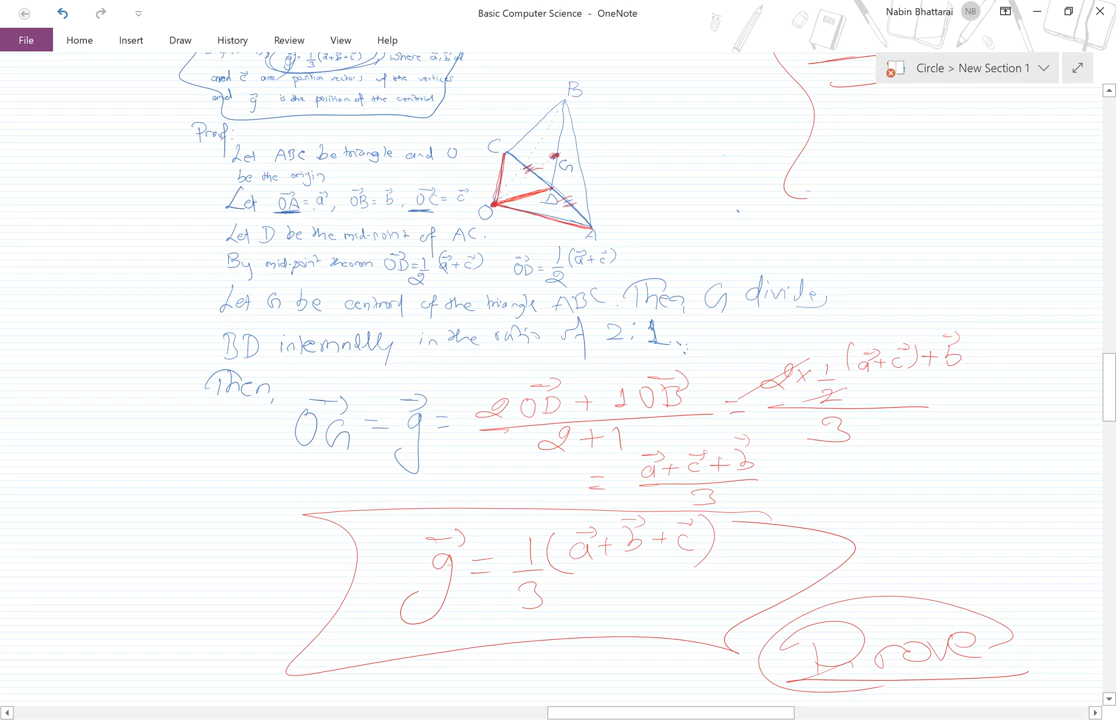 Basic Computer Science - OneNote
Nabin Bhattarai NB
File Home Insert Draw History Review View Help
Circle > New Section 1
g⃗ = 1/3 (a⃗+b⃗+c⃗) where a⃗, b⃗
and c⃗ are position vectors of the vertices
and g⃗ is the position of the centroid
Proof:
Let ABC be triangle and O
be the origin
Let OA⃗ = a⃗, OB⃗ = b⃗, OC⃗ = c⃗
Let D be the mid-point of AC.
By mid-point theorem OD⃗ = 1/2 (a⃗+c⃗) OD⃗ = 1/2 (a⃗+c⃗)
B
C
G
D
O
A
Let G be centroid of the triangle ABC. Then G divide,
BD internally in the ratio of 2:1.
Then,
OG⃗ = g⃗ = (2 OD⃗ + 1 OB⃗)/(2+1) = (2 × 1/2 (a⃗+c⃗) + b⃗)/3
= (a⃗ + c⃗ + b⃗)/3
g⃗ = 1/3 (a⃗ + b⃗ + c⃗)
Prove